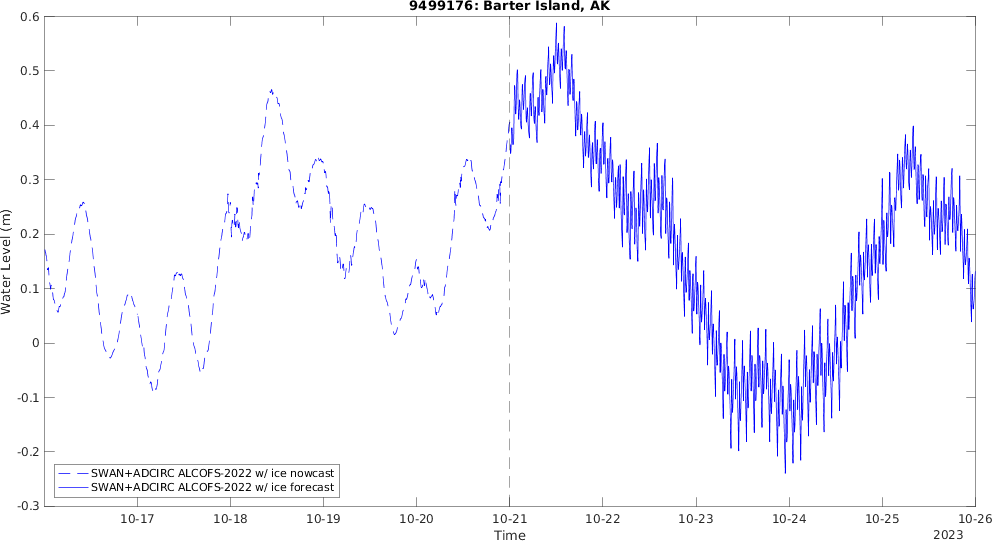 9499176: Barter Island, AK
0.6
0.5
0.4
0.3
0.2
0.1
0
-0.1
-0.2
-0.3
Water Level (m)
SWAN+ADCIRC ALCOFS-2022 w/ ice nowcast
SWAN+ADCIRC ALCOFS-2022 w/ ice forecast
10-17 10-18 10-19 10-20 10-21 10-22 10-23 10-24 10-25 10-26
Time
2023